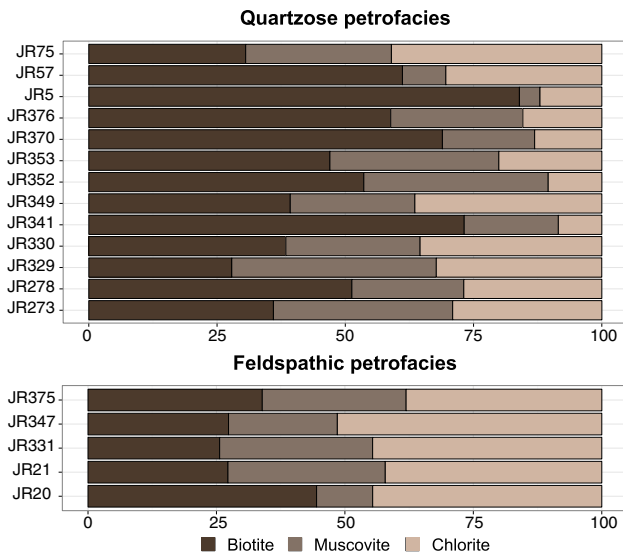 Quartzose petrofacies
JR75
JR57
JR5
JR376
JR370
JR353
JR352
JR349
JR341
JR330
JR329
JR278
JR273
0 25 50 75 100
Feldspathic petrofacies
JR375
JR347
JR331
JR21
JR20
0 25 50 75 100
Biotite Muscovite Chlorite